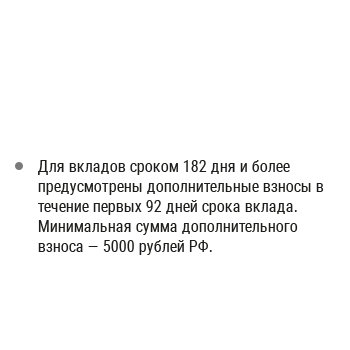 Для вкладов сроком 182 дня и более
предусмотрены дополнительные взносы в
течение первых 92 дней срока вклада.
Минимальная сумма дополнительного
взноса — 5000 рублей РФ.